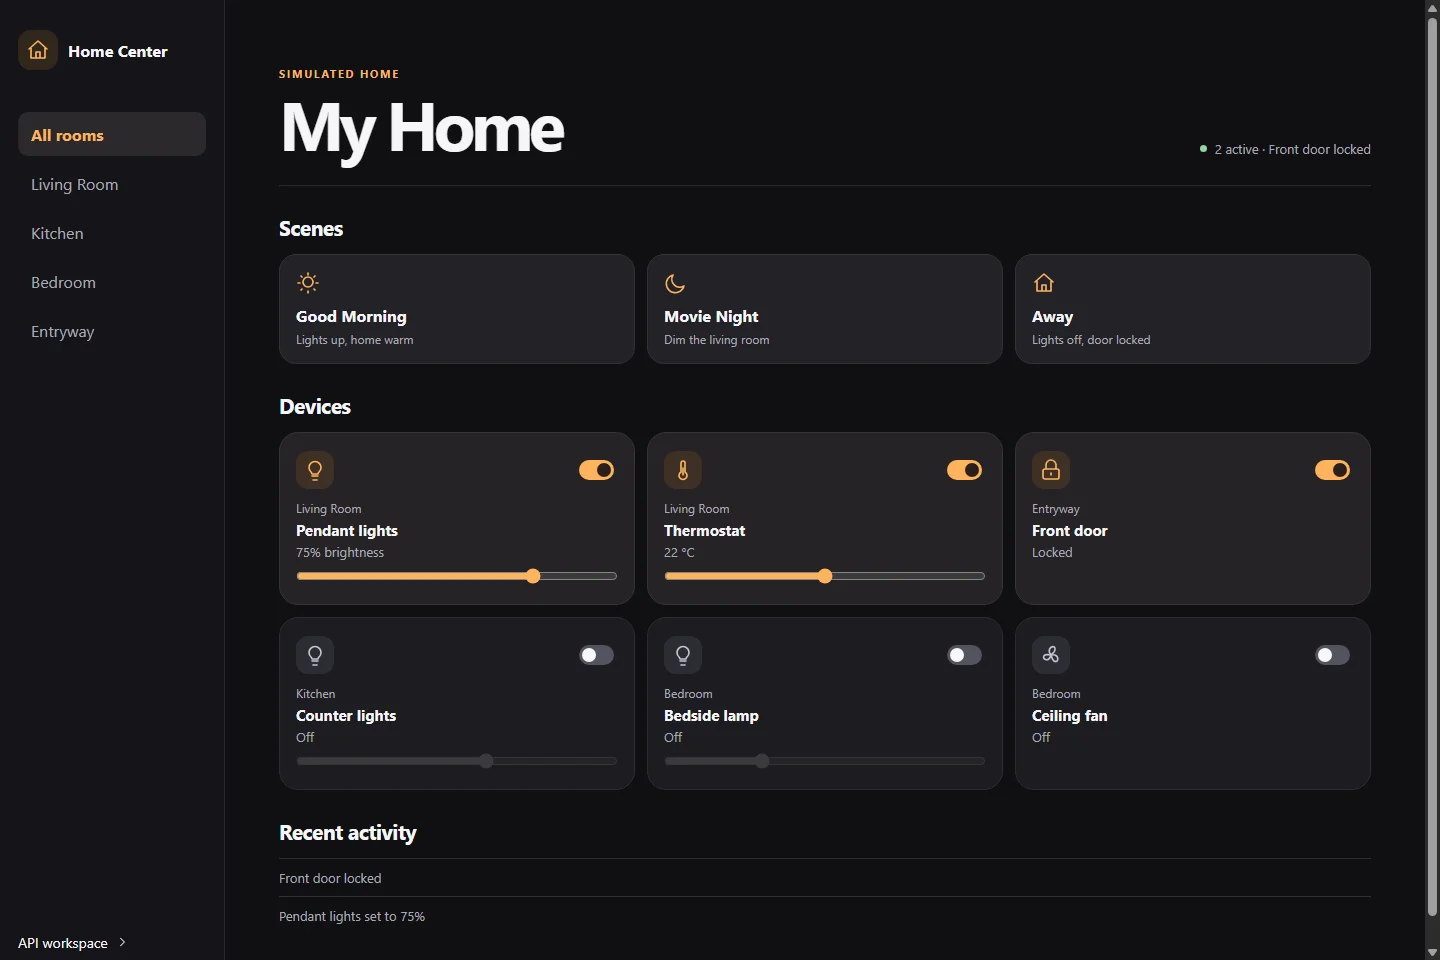 Home Center
All rooms
Living Room
Kitchen
Bedroom
Entryway
API workspace
SIMULATED HOME
My Home
2 active · Front door locked
Scenes
Good Morning
Lights up, home warm
Movie Night
Dim the living room
Away
Lights off, door locked
Devices
Living Room
Pendant lights
75% brightness
Living Room
Thermostat
22 °C
Entryway
Front door
Locked
Kitchen
Counter lights
Off
Bedroom
Bedside lamp
Off
Bedroom
Ceiling fan
Off
Recent activity
Front door locked
Pendant lights set to 75%